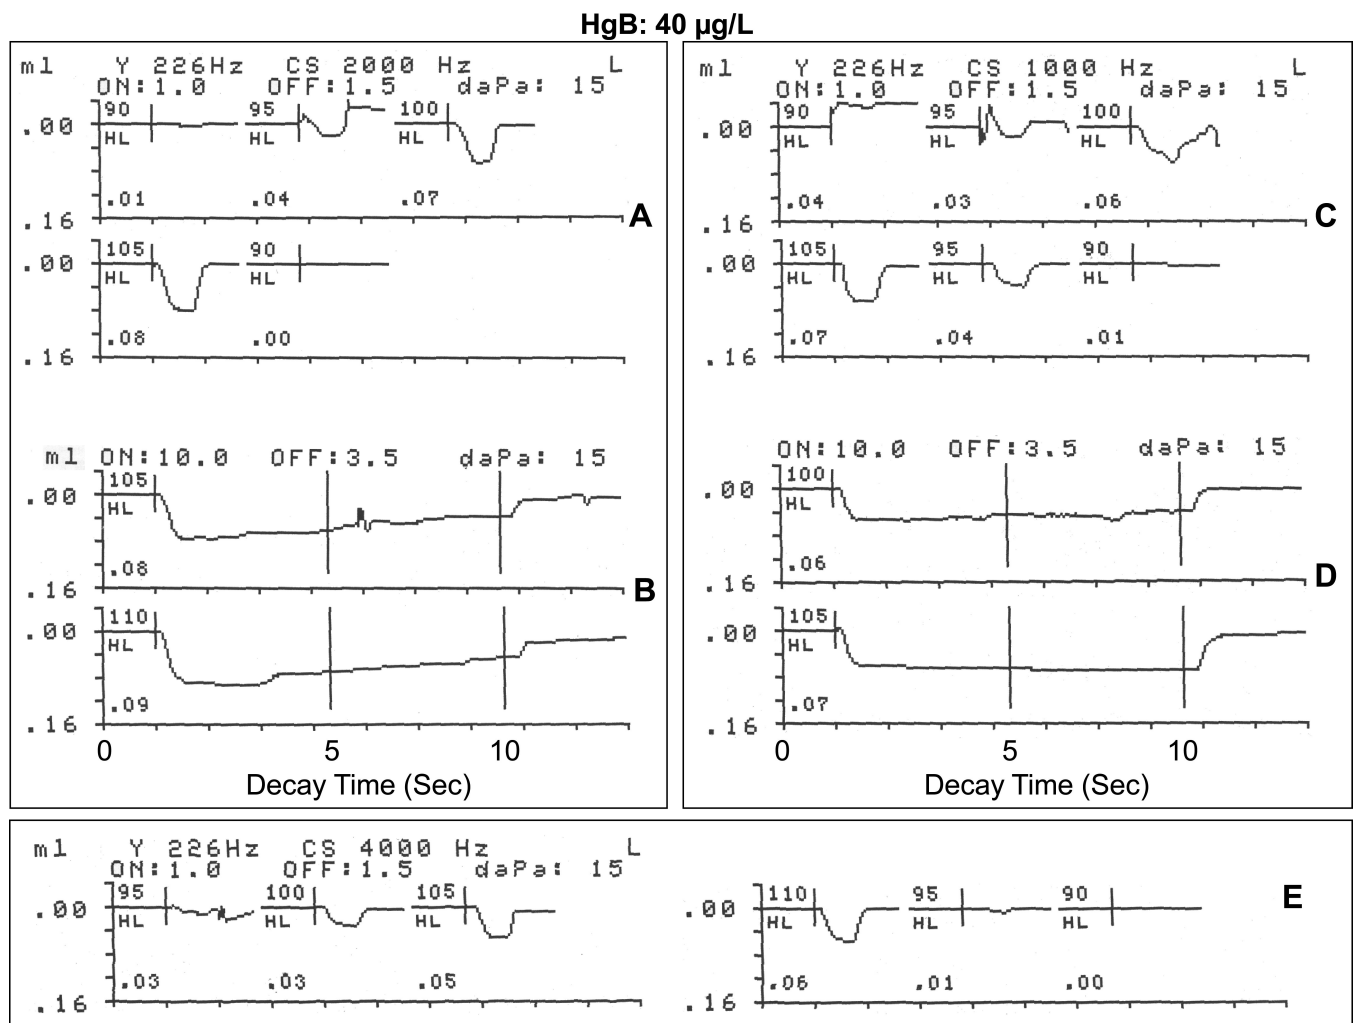 HgB: 40 µg/L
ml Y 226Hz CS 2000 Hz L
ON:1.0 OFF:1.5 daPa: 15
90 95 100
.00
HL HL HL
.01 .04 .07
.16
A
105 90
.00
HL HL
.08 .00
.16
ml ON:10.0 OFF:3.5 daPa: 15
105
.00
HL
.08
.16
B
110
.00
HL
.09
.16
0 5 10
Decay Time (Sec)
ml Y 226Hz CS 1000 Hz L
ON:1.0 OFF:1.5 daPa: 15
90 95 100
.00
HL HL HL
.04 .03 .06
.16
C
105 95 90
.00
HL HL HL
.07 .04 .01
.16
ON:10.0 OFF:3.5 daPa: 15
100
.00
HL
.06
.16
D
105
.00
HL
.07
.16
0 5 10
Decay Time (Sec)
ml Y 226Hz CS 4000 Hz L
ON:1.0 OFF:1.5 daPa: 15
95 100 105
.00
HL HL HL
.03 .03 .05
.16
110 95 90
.00
HL HL HL
.06 .01 .00
.16
E